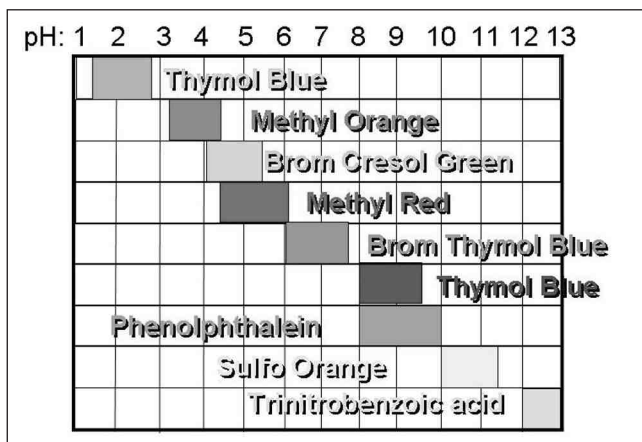 pH: 1 2 3 4 5 6 7 8 9 10 11 12 13
Thymol Blue
Methyl Orange
Brom Cresol Green
Methyl Red
Brom Thymol Blue
Thymol Blue
Phenolphthalein
Sulfo Orange
Trinitrobenzoic acid